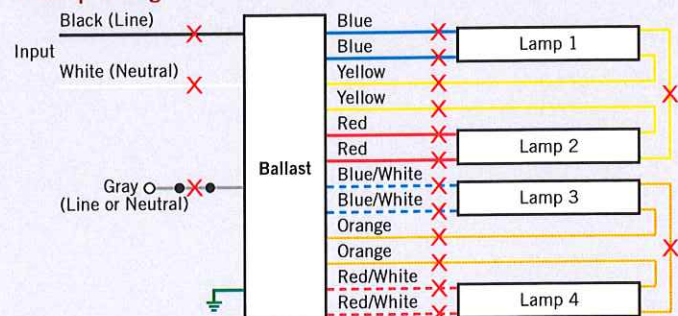 Black (Line)
Input
White (Neutral)
Gray
(Line or Neutral)
Ballast
Blue
Blue
Yellow
Yellow
Red
Red
Blue/White
Blue/White
Orange
Orange
Red/White
Red/White
Lamp 1
Lamp 2
Lamp 3
Lamp 4